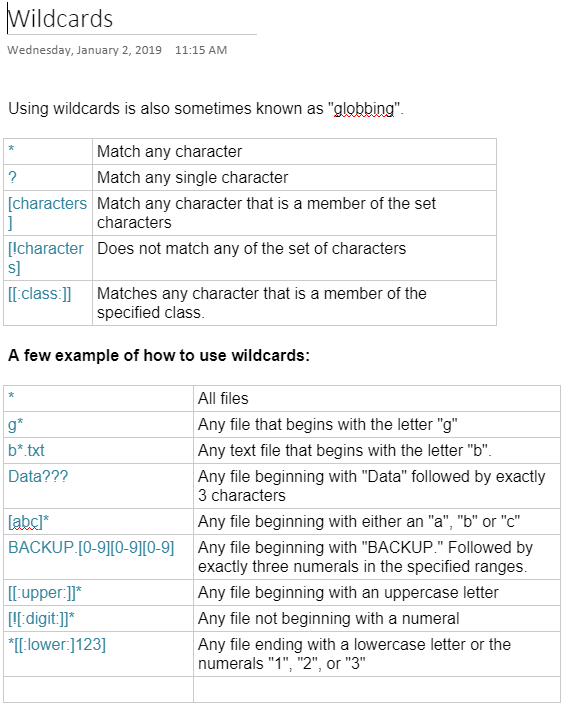 Wildcards
Wednesday, January 2, 2019 11:15 AM
Using wildcards is also sometimes known as "globbing".
* Match any character
? Match any single character
[characters Match any character that is a member of the set
] characters
[!character Does not match any of the set of characters
s]
[[:class:]] Matches any character that is a member of the
specified class.
A few example of how to use wildcards:
* All files
g* Any file that begins with the letter "g"
b*.txt Any text file that begins with the letter "b".
Data??? Any file beginning with "Data" followed by exactly
3 characters
[abc]* Any file beginning with either an "a", "b" or "c"
BACKUP.[0-9][0-9][0-9] Any file beginning with "BACKUP." Followed by
exactly three numerals in the specified ranges.
[[:upper:]]* Any file beginning with an uppercase letter
[![:digit:]]* Any file not beginning with a numeral
*[[:lower:]123] Any file ending with a lowercase letter or the
numerals "1", "2", or "3"